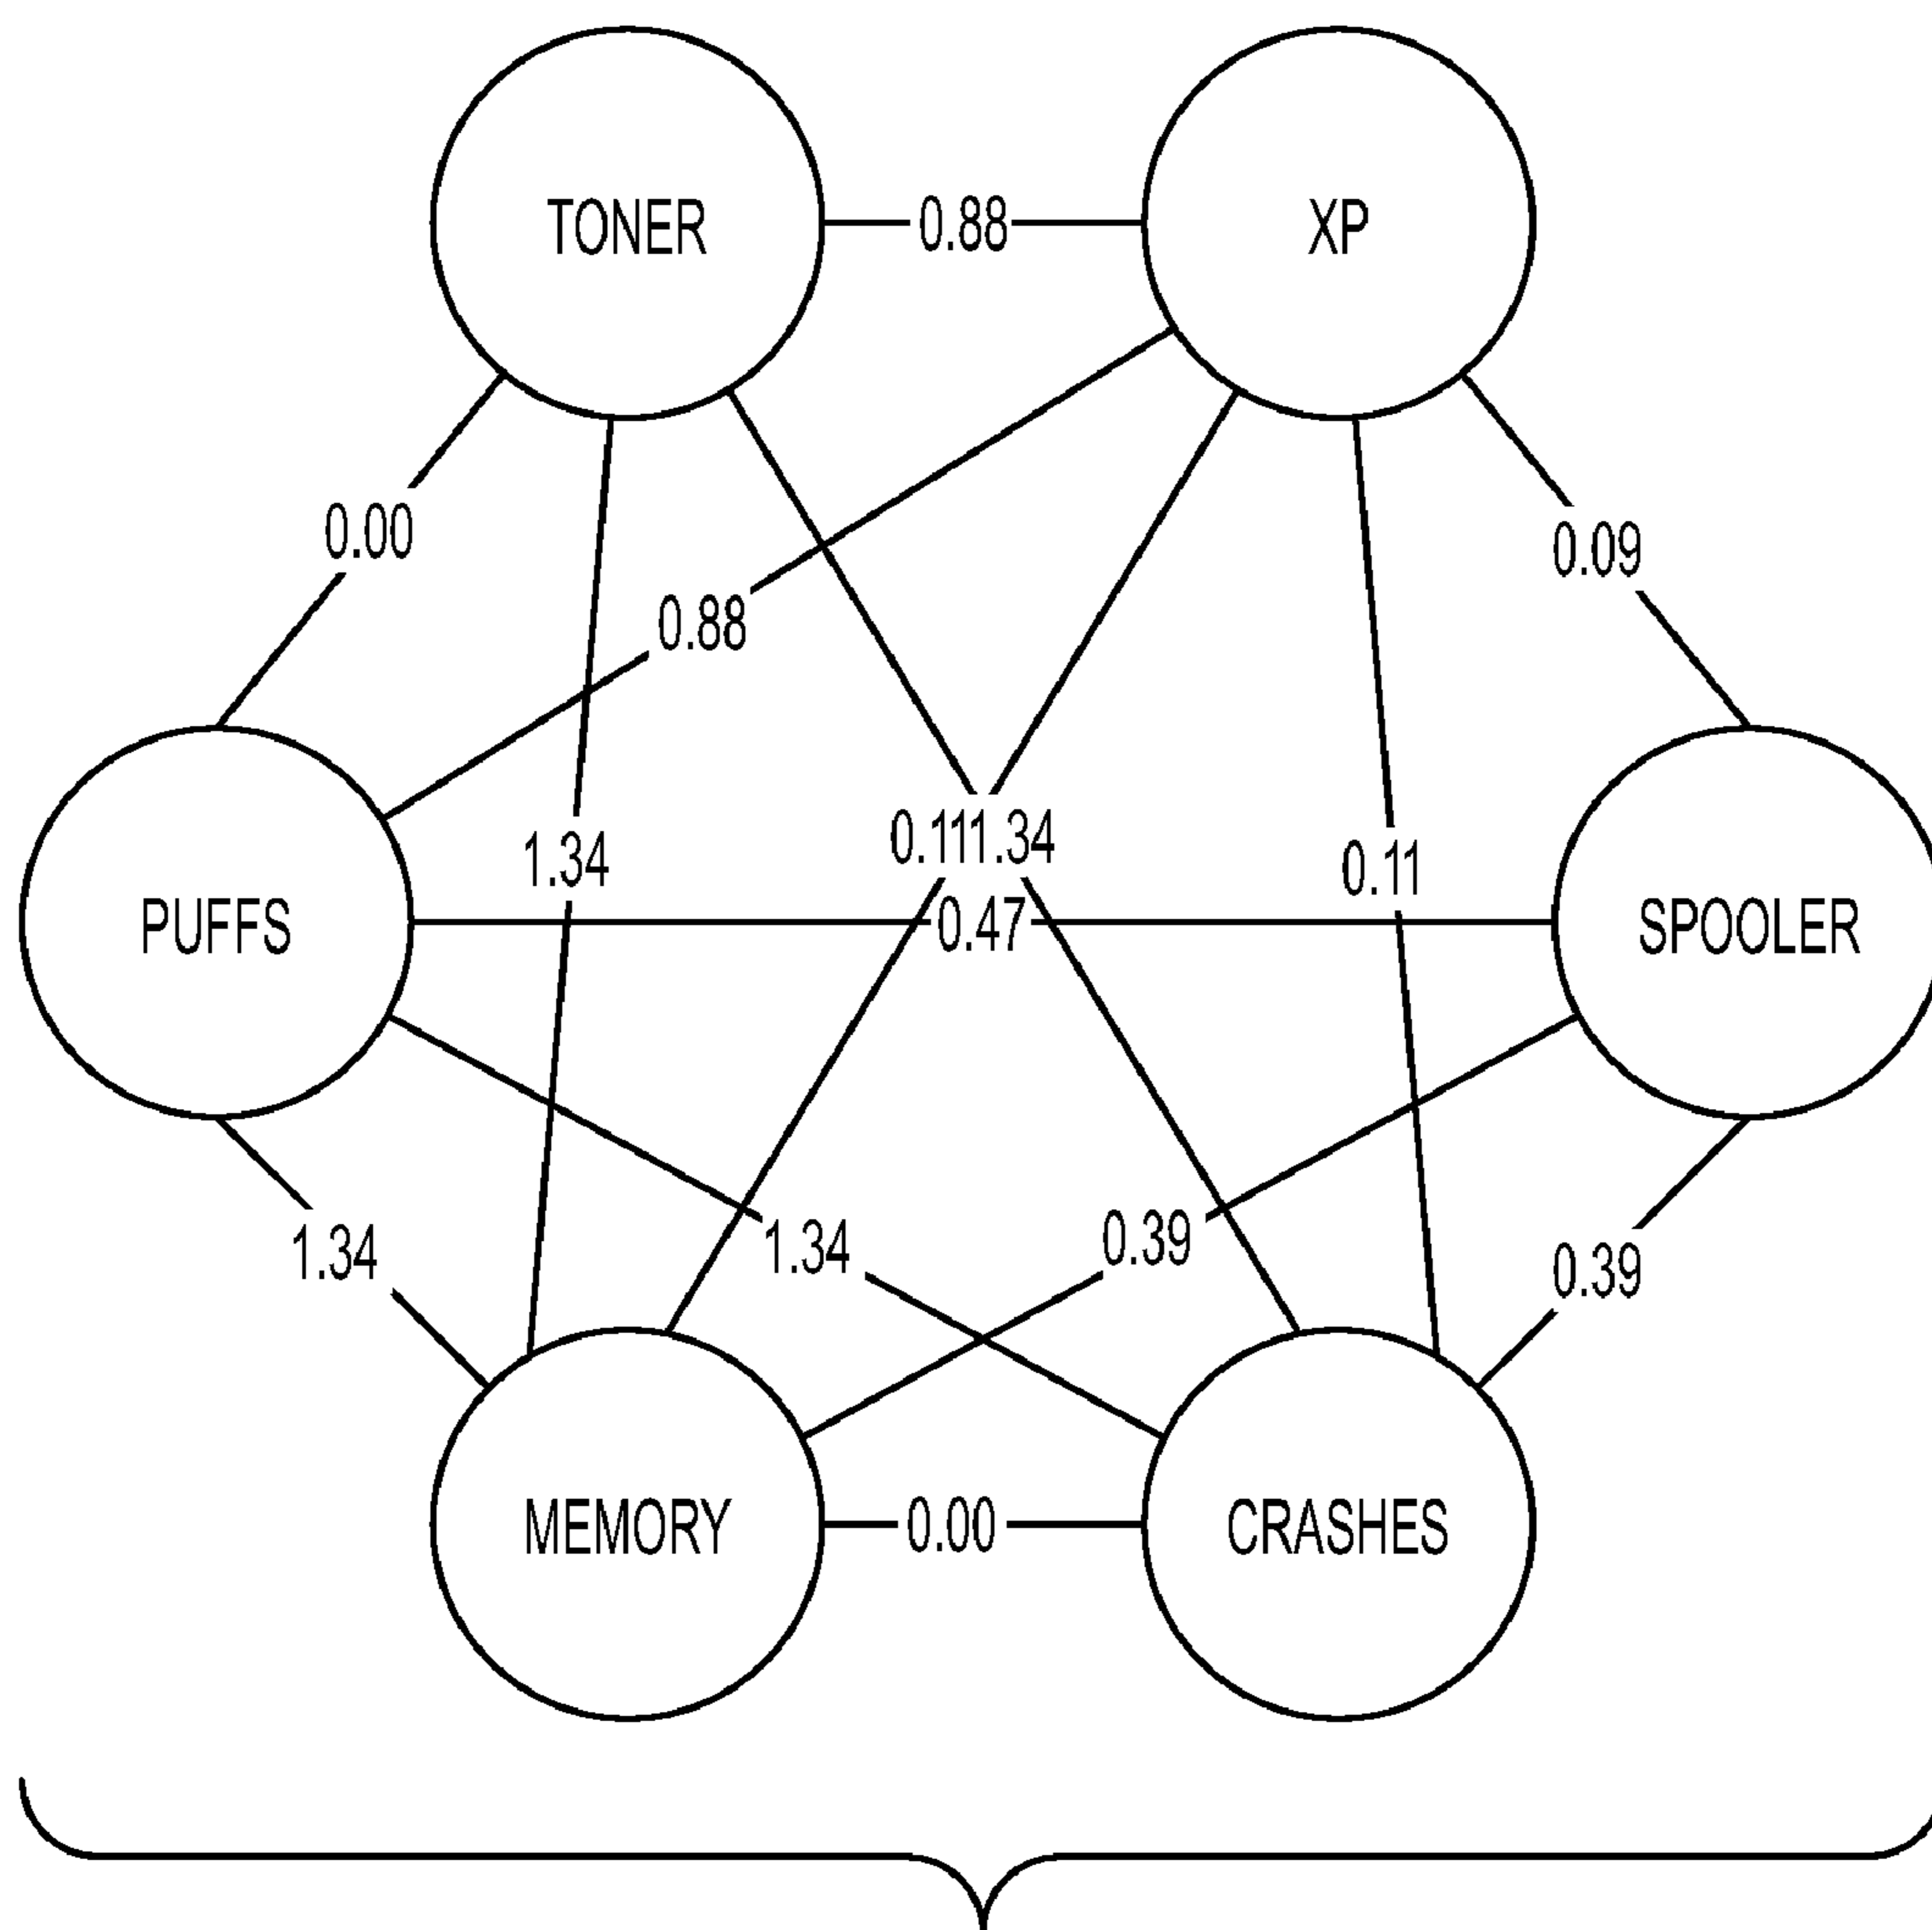 TONER
0.88
XP
0.00
0.09
0.88
1.34
0.111.34
0.11
PUFFS
0.47
SPOOLER
1.34
1.34
0.39
0.39
MEMORY
0.00
CRASHES